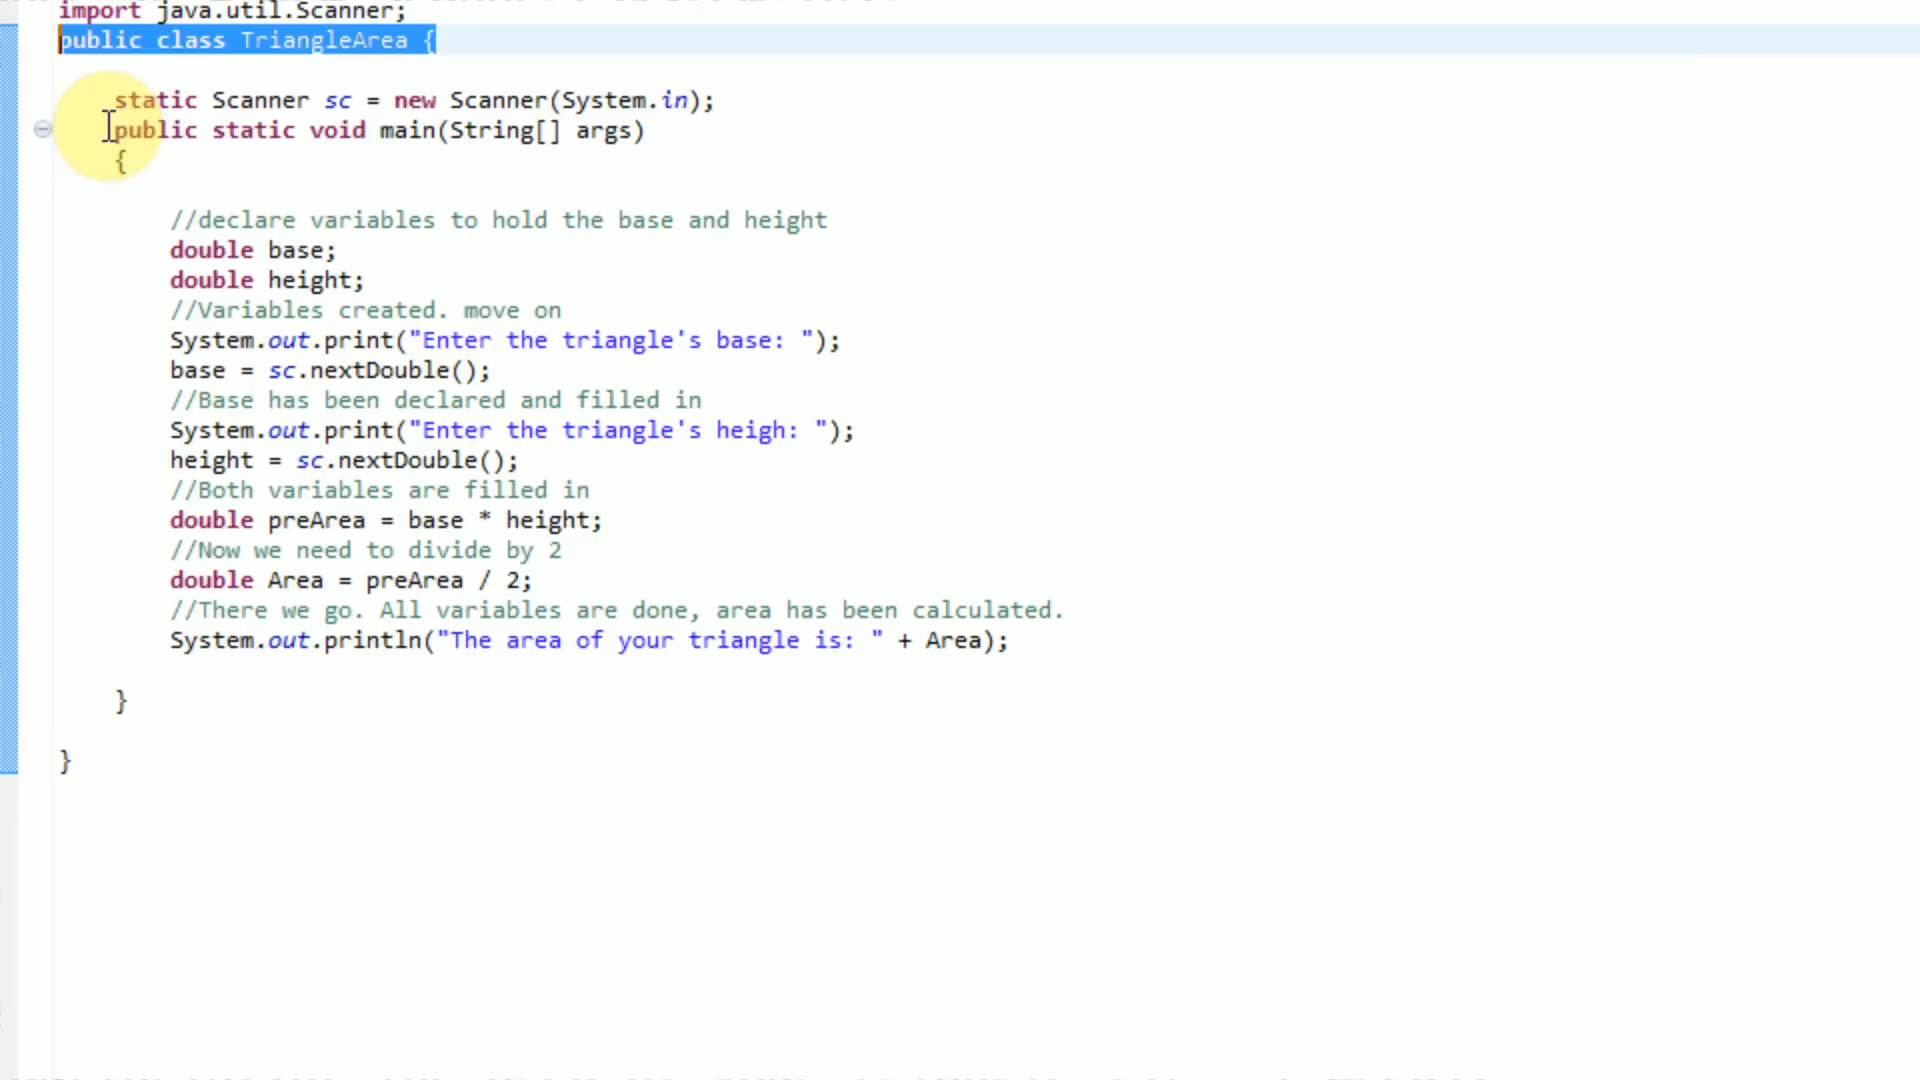 import java.util.Scanner;
public class TriangleArea {
static Scanner sc = new Scanner(System.in);
public static void main(String[] args)
{
//declare variables to hold the base and height
double base;
double height;
//Variables created. move on
System.out.print("Enter the triangle's base: ");
base = sc.nextDouble();
//Base has been declared and filled in
System.out.print("Enter the triangle's heigh: ");
height = sc.nextDouble();
//Both variables are filled in
double preArea = base * height;
//Now we need to divide by 2
double Area = preArea / 2;
//There we go. All variables are done, area has been calculated.
System.out.println("The area of your triangle is: " + Area);
}
}